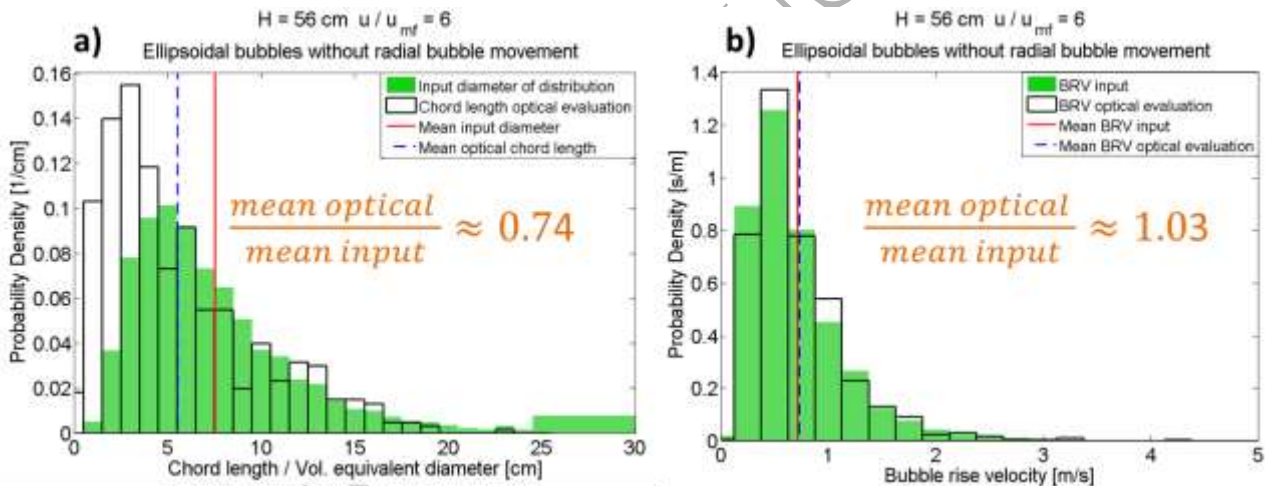 H = 56 cm u / u_mf = 6
a)
Ellipsoidal bubbles without radial bubble movement
Input diameter of distribution
Chord length optical evaluation
Mean input diameter
Mean optical chord length
mean optical
mean input
≈ 0.74
Probability Density [1/cm]
0.16
0.14
0.12
0.1
0.08
0.06
0.04
0.02
0
0 5 10 15 20 25 30
Chord length / Vol. equivalent diameter [cm]
H = 56 cm u / u_mf = 6
b)
Ellipsoidal bubbles without radial bubble movement
BRV input
BRV optical evaluation
Mean BRV input
Mean BRV optical evaluation
mean optical
mean input
≈ 1.03
Probability Density [s/m]
1.4
1.2
1
0.8
0.6
0.4
0.2
0
0 1 2 3 4 5
Bubble rise velocity [m/s]